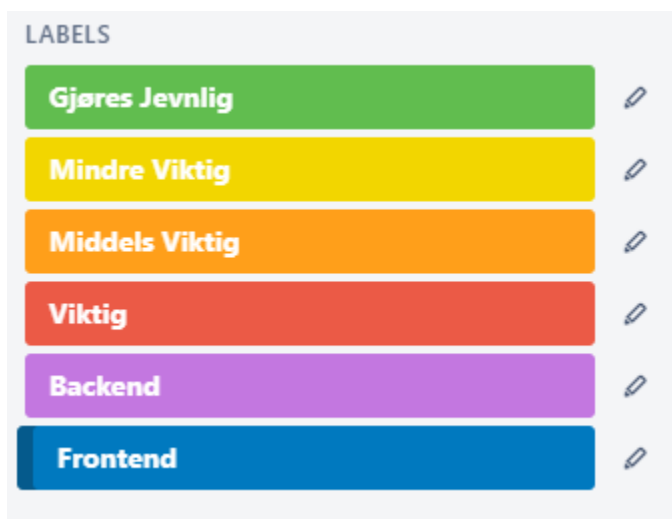 LABELS
Gjøres Jevnlig
Mindre Viktig
Middels Viktig
Viktig
Backend
Frontend